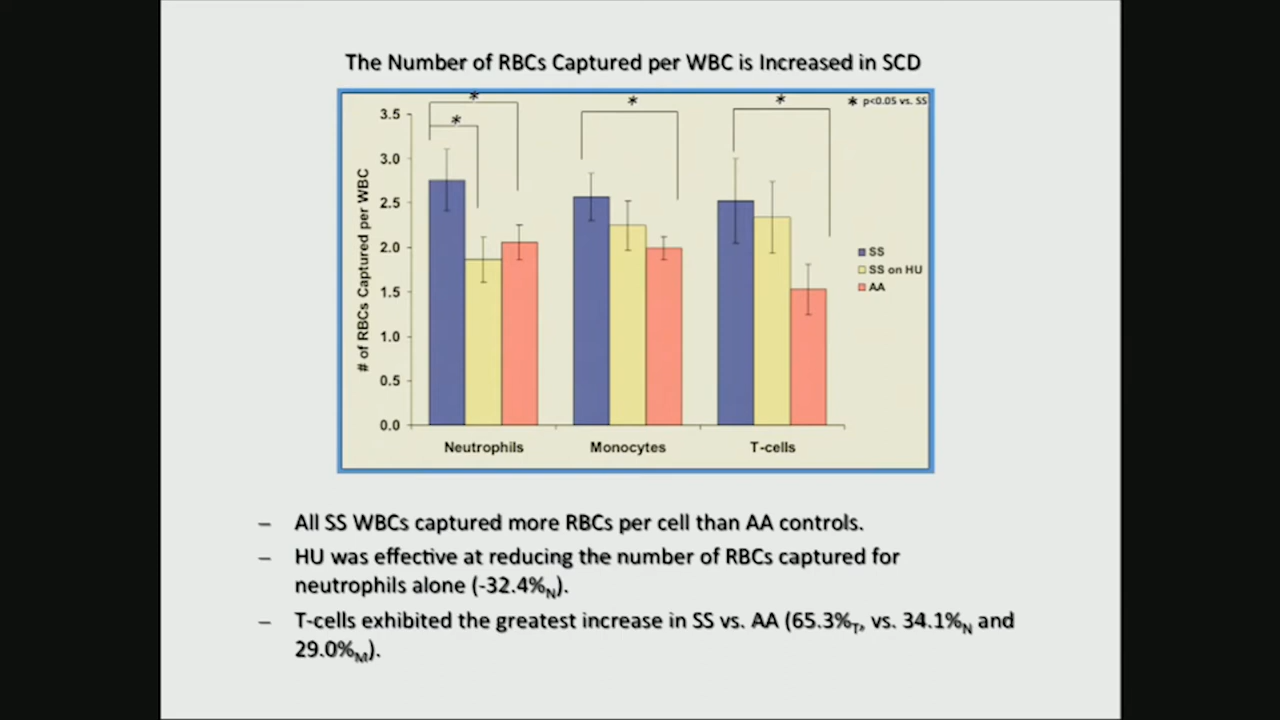 The Number of RBCs Captured per WBC is Increased in SCD
* p<0.05 vs. SS
*
*
*
*
# of RBCs Captured per WBC
3.5
3.0
2.5
2.0
1.5
1.0
0.5
0.0
SS
SS on HU
AA
Neutrophils
Monocytes
T-cells
– All SS WBCs captured more RBCs per cell than AA controls.
– HU was effective at reducing the number of RBCs captured for
neutrophils alone (-32.4%N).
– T-cells exhibited the greatest increase in SS vs. AA (65.3%T, vs. 34.1%N and
29.0%M).